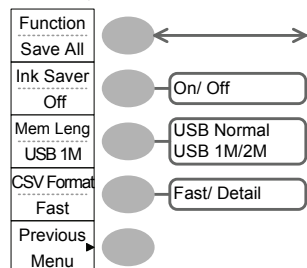 Function
Save All
Ink Saver
Off
On/ Off
Mem Leng
USB 1M
USB Normal
USB 1M/2M
CSV Format
Fast
Fast/ Detail
Previous
Menu